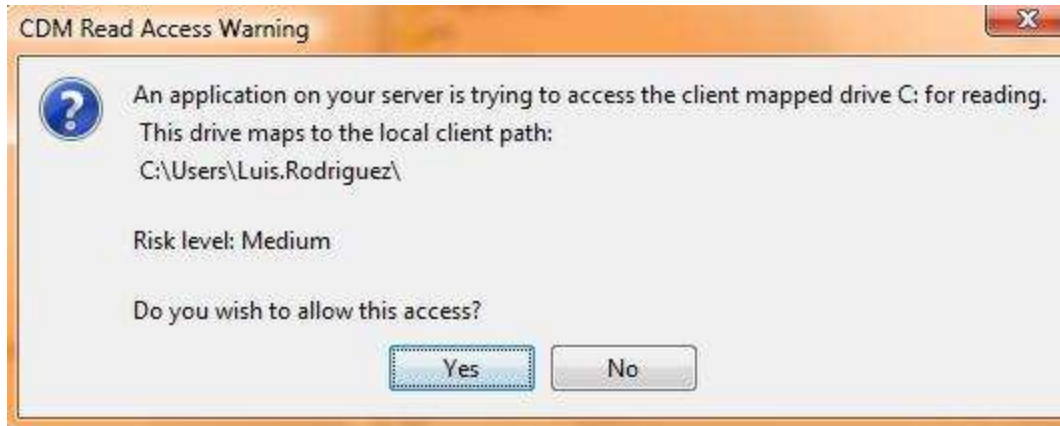 CDM Read Access Warning
An application on your server is trying to access the client mapped drive C: for reading.
This drive maps to the local client path:
C:\Users\Luis.Rodriguez\
Risk level: Medium
Do you wish to allow this access?
Yes
No